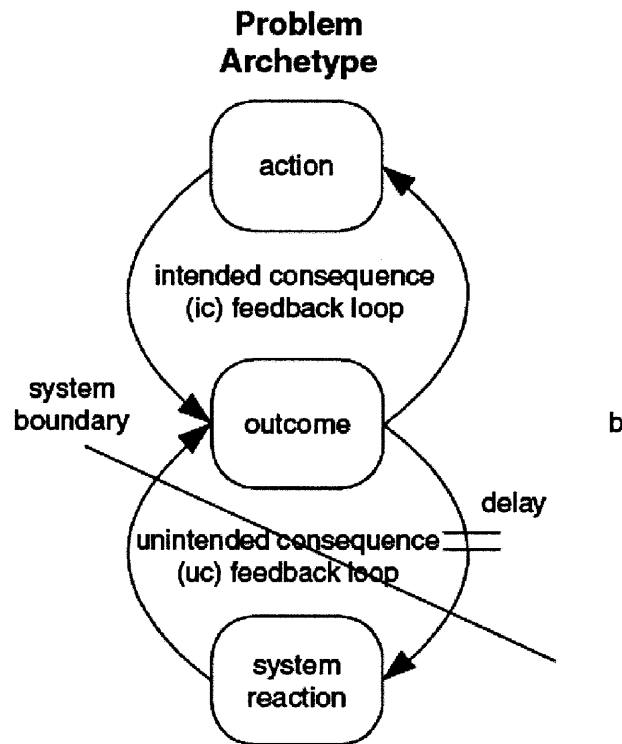 Problem
Archetype
action
intended consequence
(ic) feedback loop
system
boundary
outcome
b
delay
unintended consequence
(uc) feedback loop
system
reaction